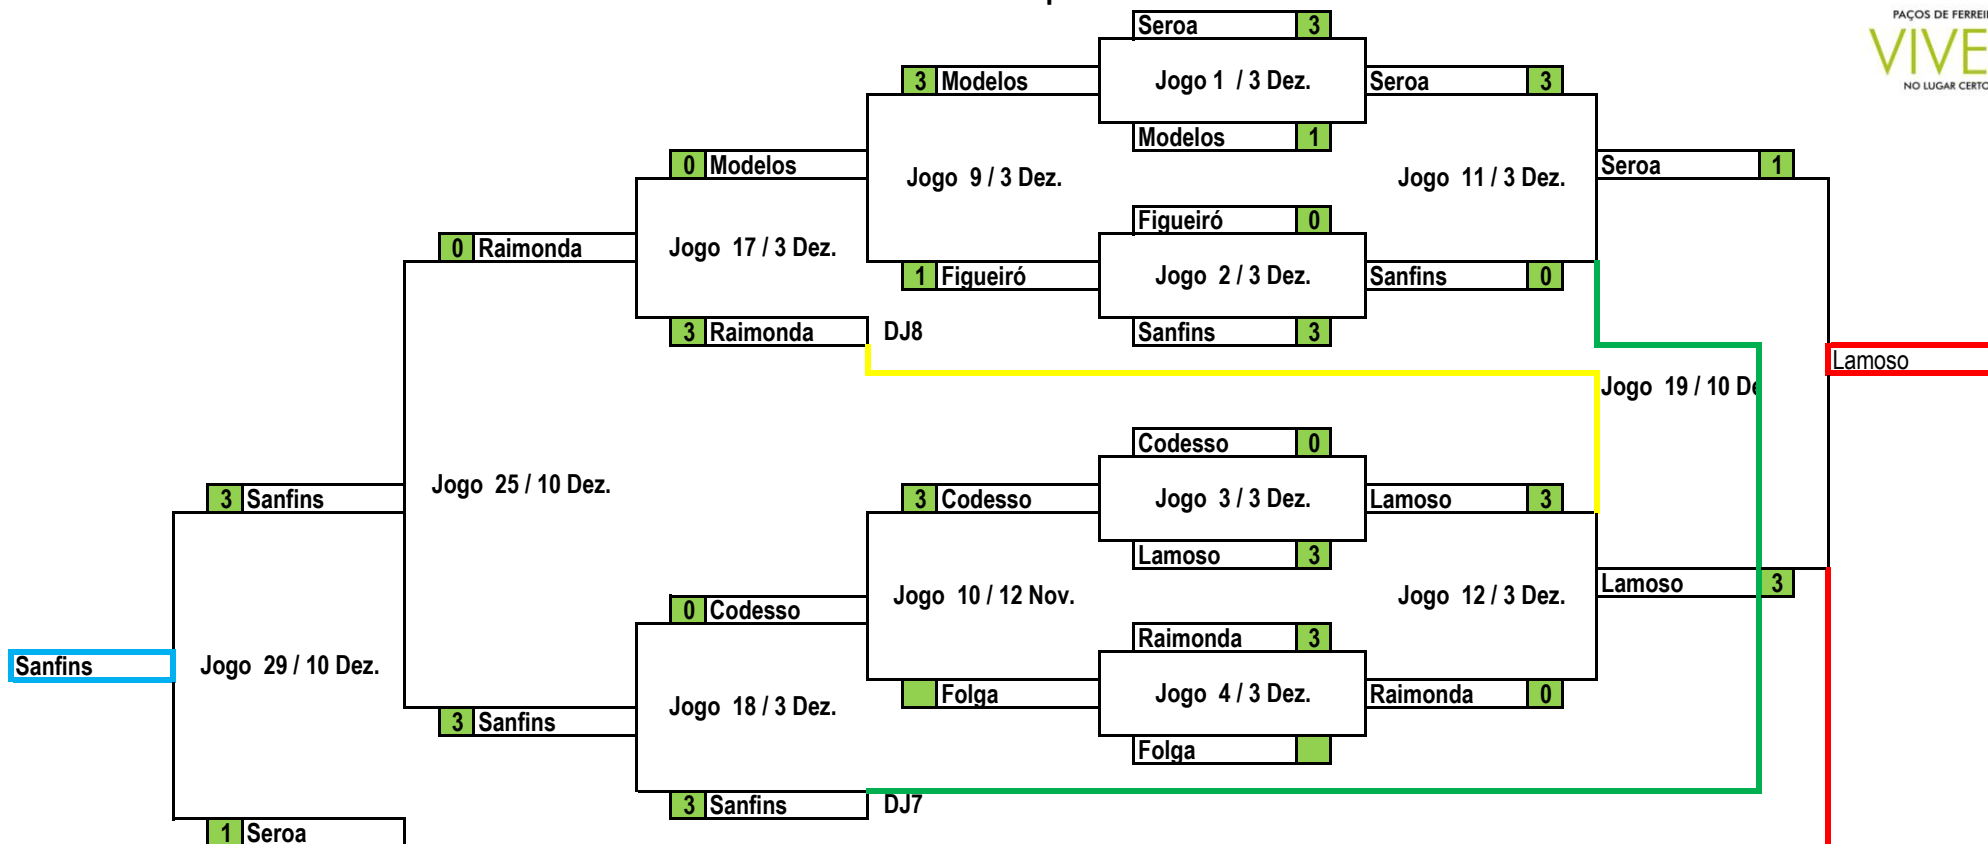 PAÇOS DE FERREI
VIVE
NO LUGAR CERTO
Seroa 3
3 Modelos
Jogo 1 / 3 Dez.
Seroa 3
Modelos 1
0 Modelos
Jogo 9 / 3 Dez.
Jogo 11 / 3 Dez.
Seroa 1
Figueiró 0
0 Raimonda
Jogo 17 / 3 Dez.
1 Figueiró
Jogo 2 / 3 Dez.
Sanfins 0
3 Raimonda
DJ8
Sanfins 3
Lamoso
Jogo 19 / 10 De
Codesso 0
Jogo 25 / 10 Dez.
3 Sanfins
3 Codesso
Jogo 3 / 3 Dez.
Lamoso 3
Lamoso 3
Lamoso 3
0 Codesso
Jogo 10 / 12 Nov.
Jogo 12 / 3 Dez.
Raimonda 3
Sanfins
Jogo 29 / 10 Dez.
Folga
Jogo 4 / 3 Dez.
Raimonda 0
Jogo 18 / 3 Dez.
3 Sanfins
Folga
3 Sanfins
DJ7
1 Seroa